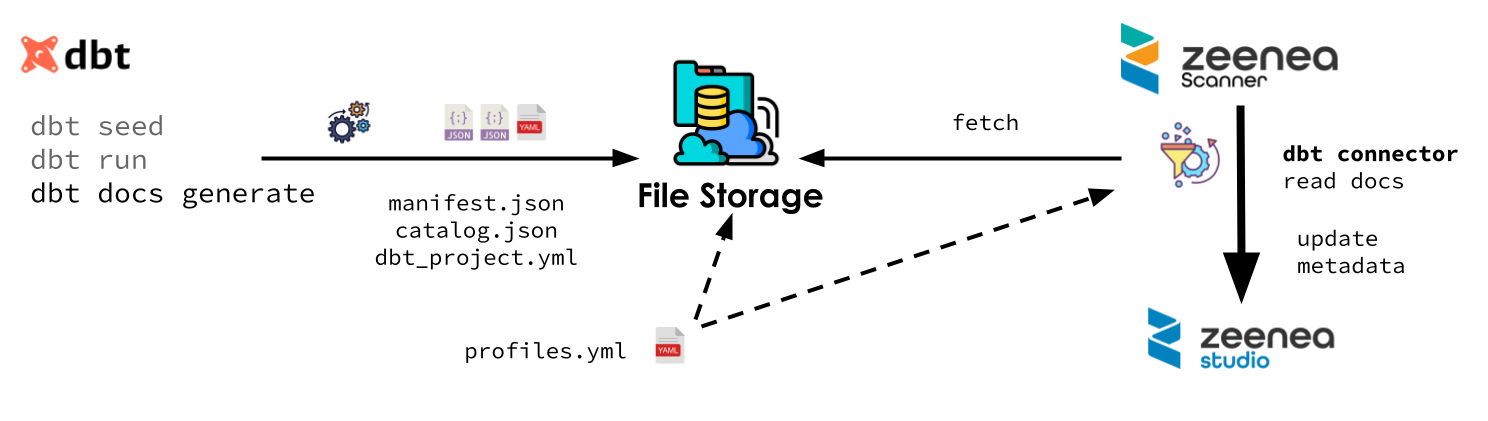 dbt
dbt seed
dbt run
dbt docs generate
{;}
JSON
{;}
JSON
YAML
manifest.json
catalog.json
dbt_project.yml
File Storage
profiles.yml
YAML
fetch
zeenea
Scanner
dbt connector
read docs
update
metadata
zeenea
studio